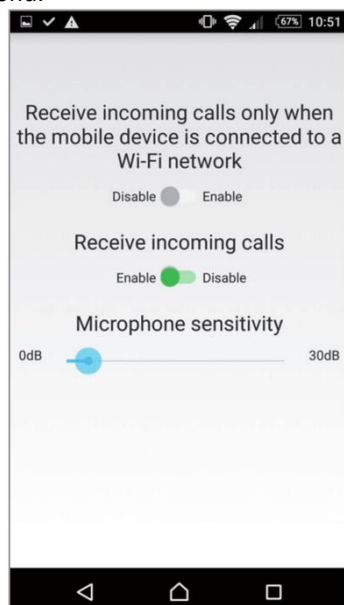 67% 10:51
Receive incoming calls only when
the mobile device is connected to a
Wi-Fi network
Disable Enable
Receive incoming calls
Enable Disable
Microphone sensitivity
0dB 30dB